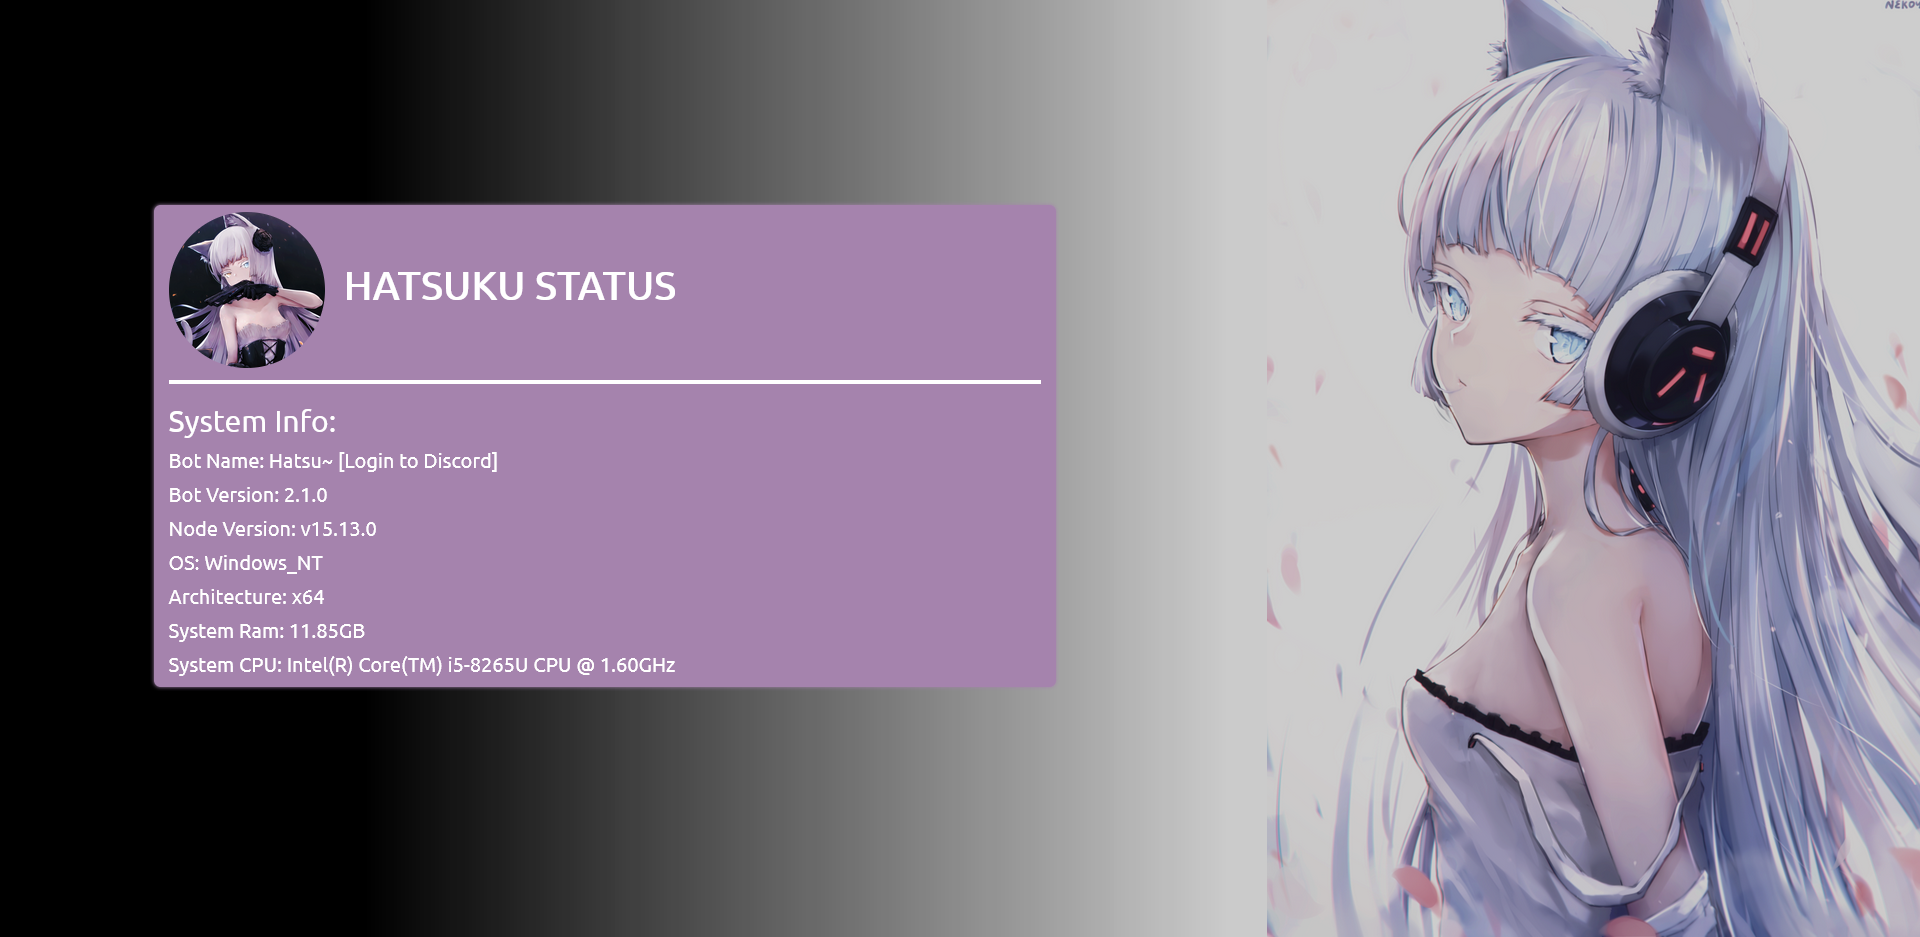 HATSUKU STATUS
System Info:
Bot Name: Hatsu~ [Login to Discord]
Bot Version: 2.1.0
Node Version: v15.13.0
OS: Windows_NT
Architecture: x64
System Ram: 11.85GB
System CPU: Intel(R) Core(TM) i5-8265U CPU @ 1.60GHz